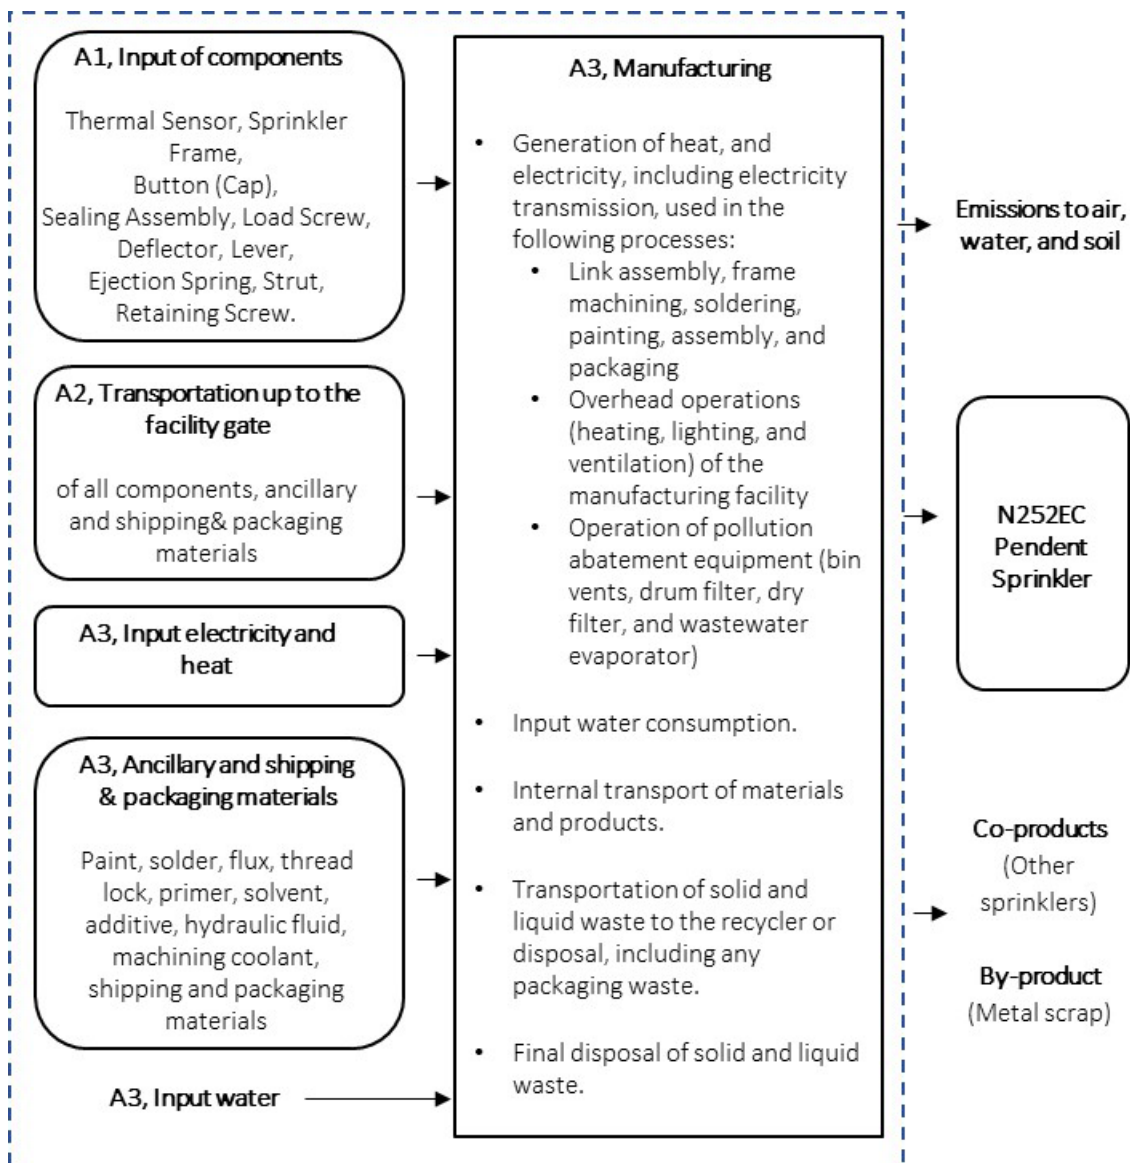 A1, Input of components
Thermal Sensor, Sprinkler
Frame,
Button (Cap),
Sealing Assembly, Load Screw,
Deflector, Lever,
Ejection Spring, Strut,
Retaining Screw.
A2, Transportation up to the
facility gate
of all components, ancillary
and shipping& packaging
materials
A3, Input electricity and
heat
A3, Ancillary and shipping
& packaging materials
Paint, solder, flux, thread
lock, primer, solvent,
additive, hydraulic fluid,
machining coolant,
shipping and packaging
materials
A3, Input water
A3, Manufacturing
• Generation of heat, and
electricity, including electricity
transmission, used in the
following processes:
• Link assembly, frame
machining, soldering,
painting, assembly, and
packaging
• Overhead operations
(heating, lighting, and
ventilation) of the
manufacturing facility
• Operation of pollution
abatement equipment (bin
vents, drum filter, dry
filter, and wastewater
evaporator)
• Input water consumption.
• Internal transport of materials
and products.
• Transportation of solid and
liquid waste to the recycler or
disposal, including any
packaging waste.
• Final disposal of solid and liquid
waste.
Emissions to air,
water, and soil
N252EC
Pendent
Sprinkler
Co-products
(Other
sprinklers)
By-product
(Metal scrap)